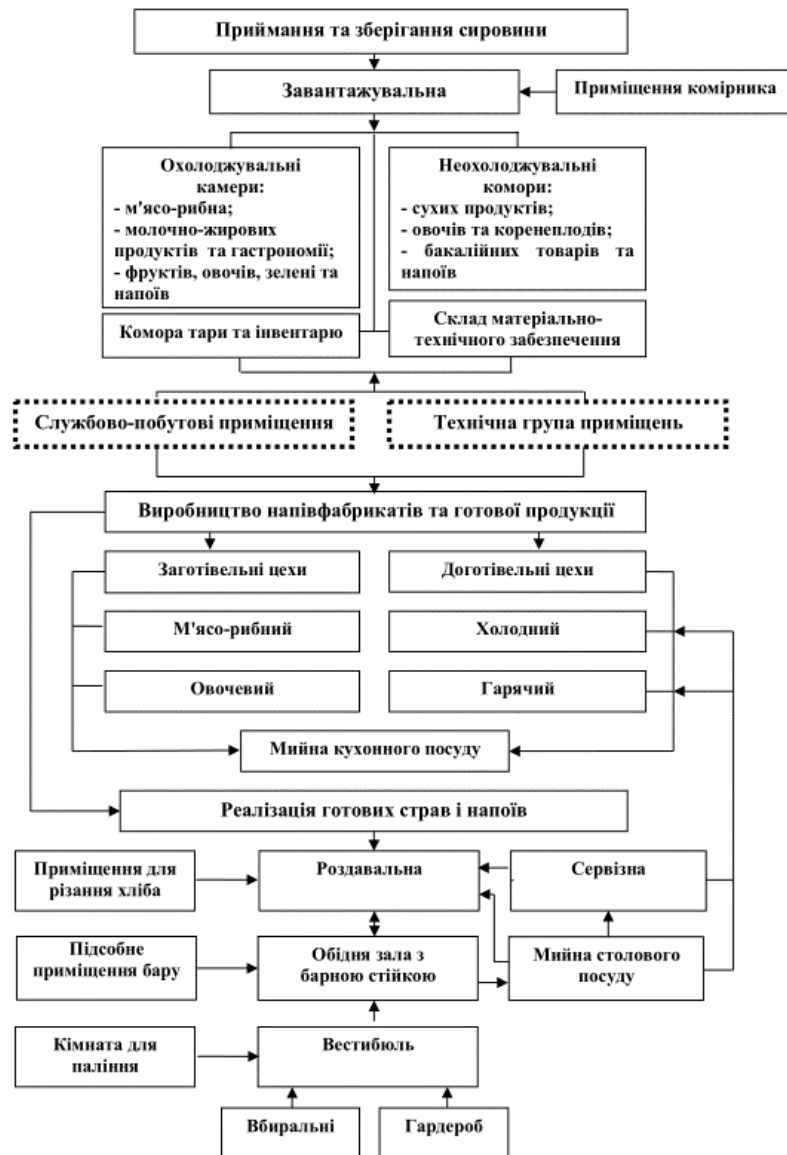 Приймання та зберігання сировини
Завантажувальна
Приміщення комірника
Охолоджувальні
камери:
- м'ясо-рибна;
- молочно-жирових
продуктів та гастрономії;
- фруктів, овочів, зелені та
напоїв
Неохолоджувальні
комори:
- сухих продуктів;
- овочів та коренеплодів;
- бакалійних товарів та
напоїв
Комора тари та інвентарю
Склад матеріально-
технічного забезпечення
Службово-побутові приміщення
Технічна група приміщень
Виробництво напівфабрикатів та готової продукції
Заготівельні цехи
Доготівельні цехи
М'ясо-рибний
Холодний
Овочевий
Гарячий
Мийна кухонного посуду
Реалізація готових страв і напоїв
Приміщення для
різання хліба
Роздавальна
Сервізна
Підсобне
приміщення бару
Обідня зала з
барною стійкою
Мийна столового
посуду
Кімната для
паління
Вестибюль
Вбиральні
Гардероб